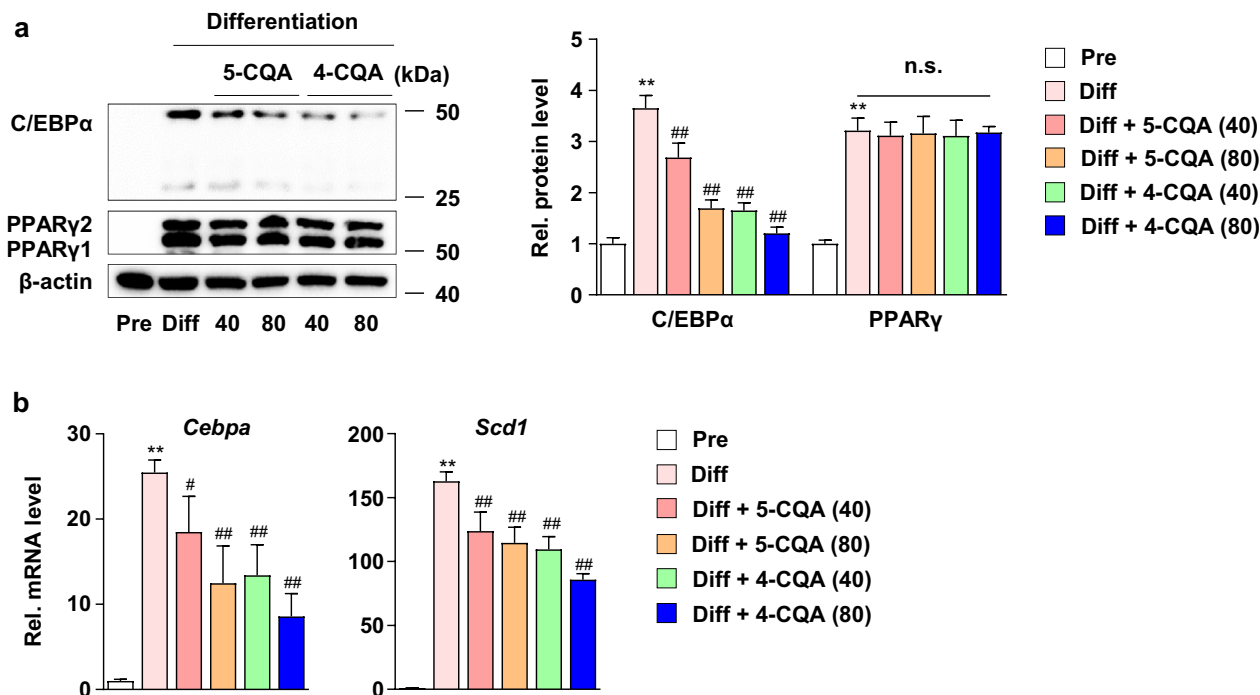 a
Differentiation
5-CQA 4-CQA (kDa)
C/EBPα
50
25
PPARγ2
PPARγ1
50
β-actin
40
Pre Diff 40 80 40 80
Rel. protein level
5
4
3
2
1
0
**
##
##
##
##
**
n.s.
C/EBPα PPARγ
Pre
Diff
Diff + 5-CQA (40)
Diff + 5-CQA (80)
Diff + 4-CQA (40)
Diff + 4-CQA (80)
b
Rel. mRNA level
Cebpa
30
20
10
0
**
#
##
##
##
Scd1
200
150
100
50
0
**
##
##
##
##
Pre
Diff
Diff + 5-CQA (40)
Diff + 5-CQA (80)
Diff + 4-CQA (40)
Diff + 4-CQA (80)